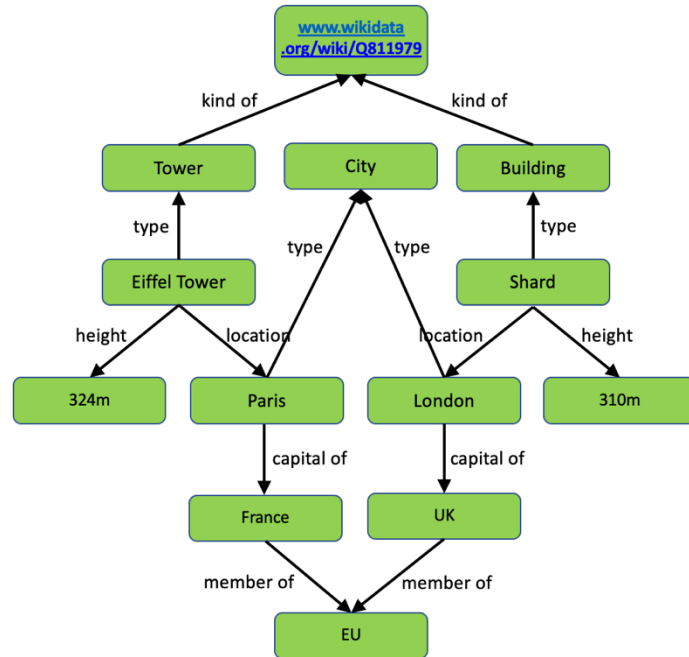 www.wikidata
.org/wiki/Q811979
kind of
kind of
Tower
City
Building
type
type
type
type
Eiffel Tower
Shard
height
location
location
height
324m
Paris
London
310m
capital of
capital of
France
UK
member of
member of
EU